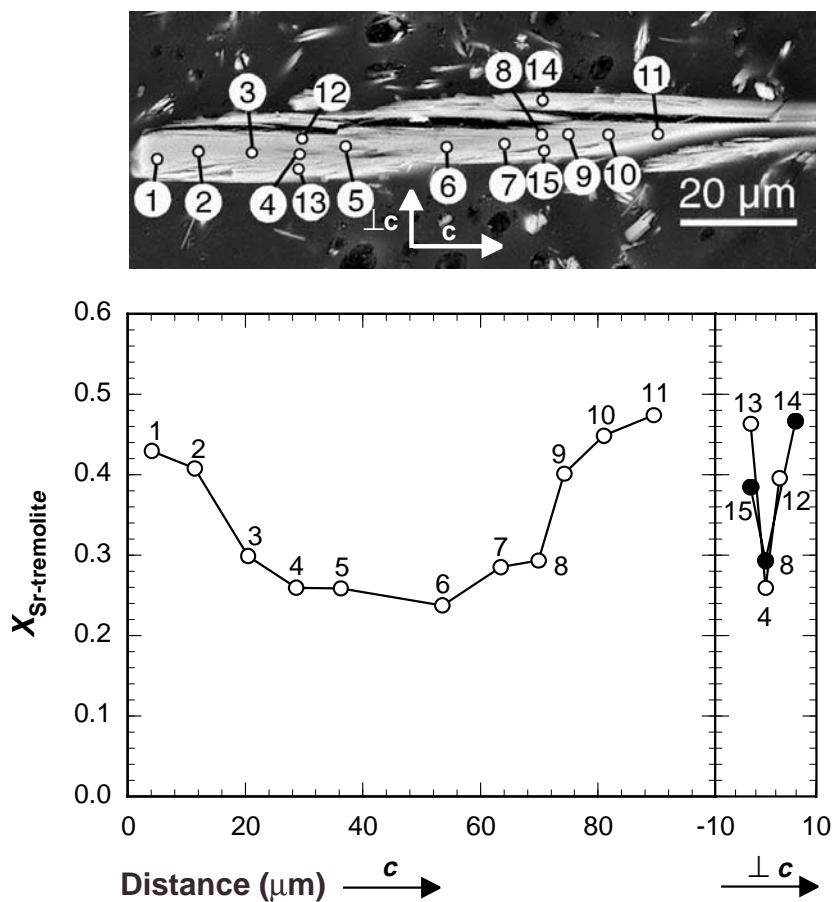 8 14 11
3 12
1 2 4 13 5 6 7 15 9 10
⊥c c
20 μm
0.6
0.5
0.4
0.3
0.2
0.1
0.0
X Sr-tremolite
1 2 3 4 5 6 7 8 9 10 11
13 14
15 12
8
4
0 20 40 60 80 -10 10
Distance (μm) c
⊥ c